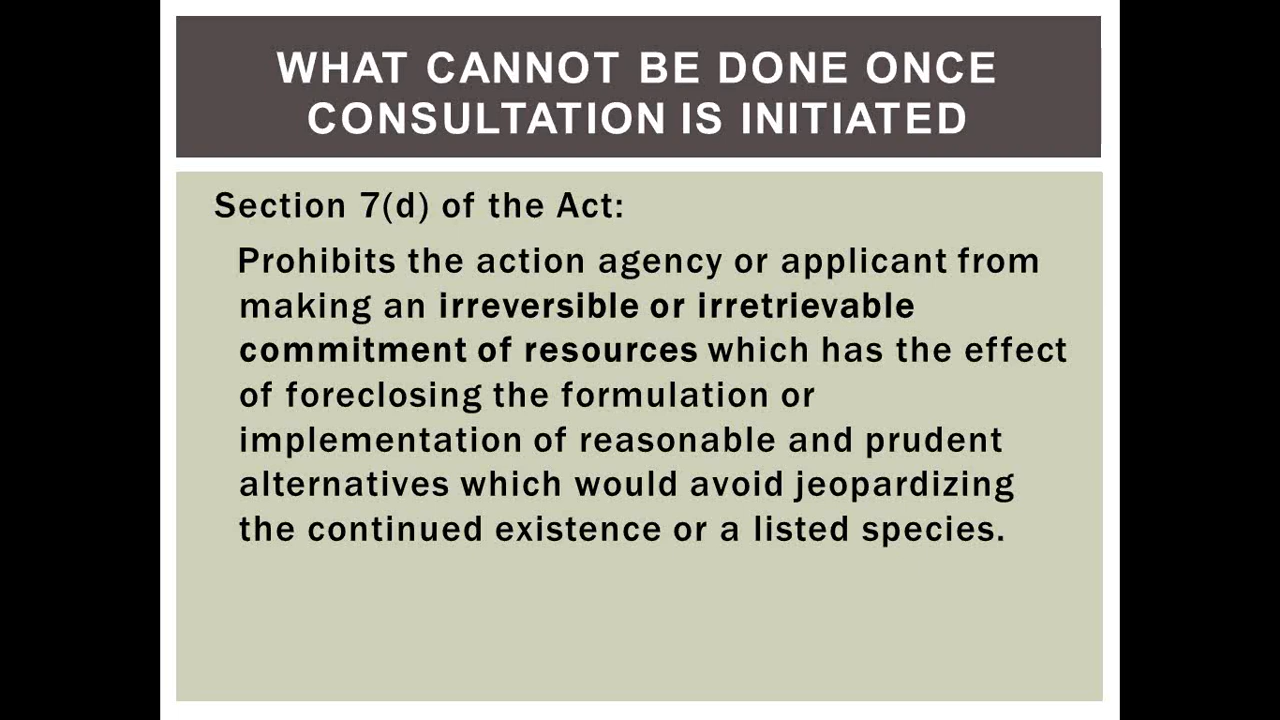 WHAT CANNOT BE DONE ONCE
CONSULTATION IS INITIATED
Section 7(d) of the Act:
Prohibits the action agency or applicant from
making an irreversible or irretrievable
commitment of resources which has the effect
of foreclosing the formulation or
implementation of reasonable and prudent
alternatives which would avoid jeopardizing
the continued existence or a listed species.